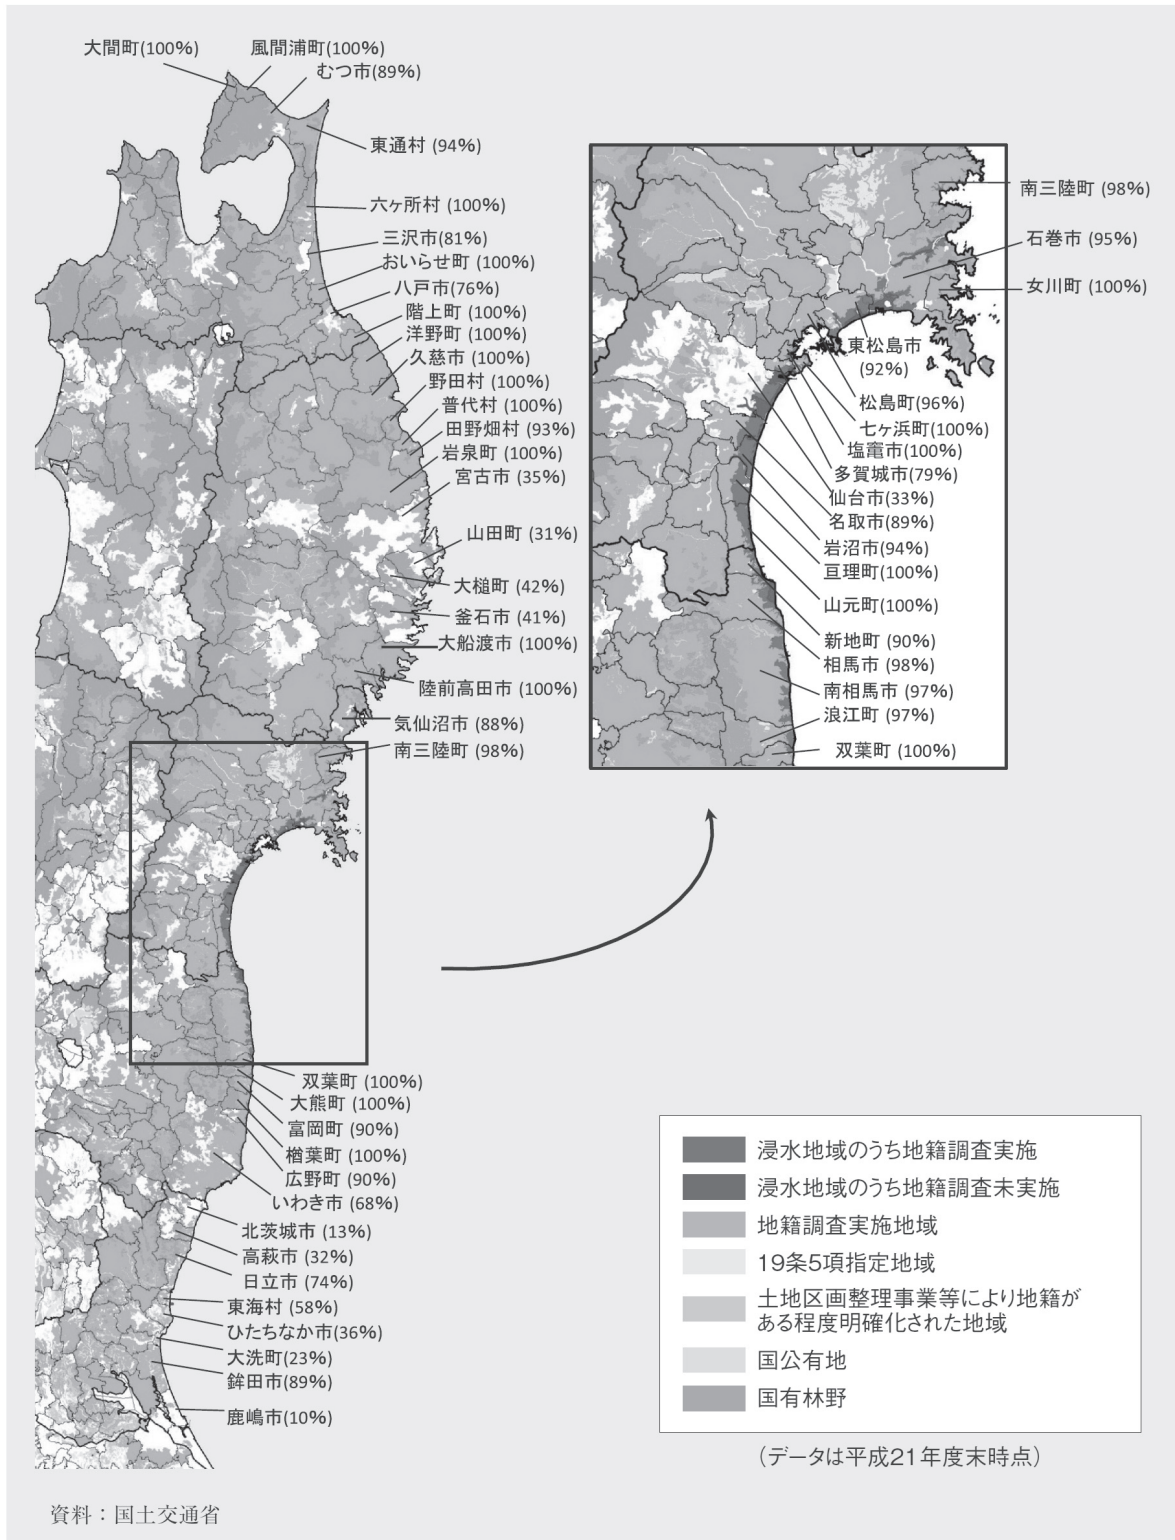 大間町(100%)
風間浦町(100%)
むつ市(89%)
東通村 (94%)
六ヶ所村 (100%)
三沢市(81%)
おいらせ町 (100%)
八戸市(76%)
階上町 (100%)
洋野町 (100%)
久慈市 (100%)
野田村 (100%)
普代村 (100%)
田野畑村 (93%)
岩泉町 (100%)
宮古市 (35%)
山田町 (31%)
大槌町 (42%)
釜石市 (41%)
大船渡市 (100%)
陸前高田市 (100%)
気仙沼市 (88%)
南三陸町 (98%)
双葉町 (100%)
大熊町 (100%)
富岡町 (90%)
楢葉町 (100%)
広野町 (90%)
いわき市 (68%)
北茨城市 (13%)
高萩市 (32%)
日立市 (74%)
東海村 (58%)
ひたちなか市(36%)
大洗町(23%)
鉾田市(89%)
鹿嶋市(10%)
南三陸町 (98%)
石巻市 (95%)
女川町 (100%)
東松島市
(92%)
松島町(96%)
七ヶ浜町(100%)
塩竈市(100%)
多賀城市(79%)
仙台市(33%)
名取市(89%)
岩沼市(94%)
亘理町(100%)
山元町(100%)
新地町 (90%)
相馬市 (98%)
南相馬市 (97%)
浪江町 (97%)
双葉町 (100%)
浸水地域のうち地籍調査実施
浸水地域のうち地籍調査未実施
地籍調査実施地域
19条5項指定地域
土地区画整理事業等により地籍が
ある程度明確化された地域
国公有地
国有林野
（データは平成21年度末時点）
資料：国土交通省